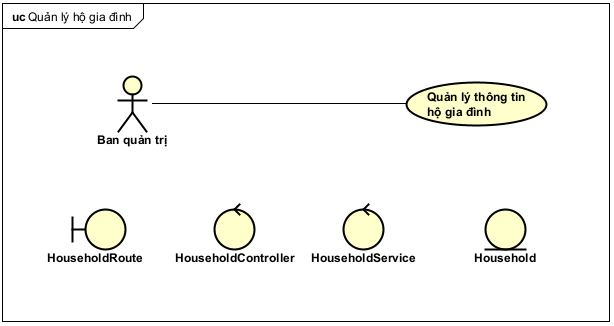 uc Quản lý hộ gia đình
Quản lý thông tin
hộ gia đình
Ban quản trị
HouseholdRoute HouseholdController HouseholdService Household